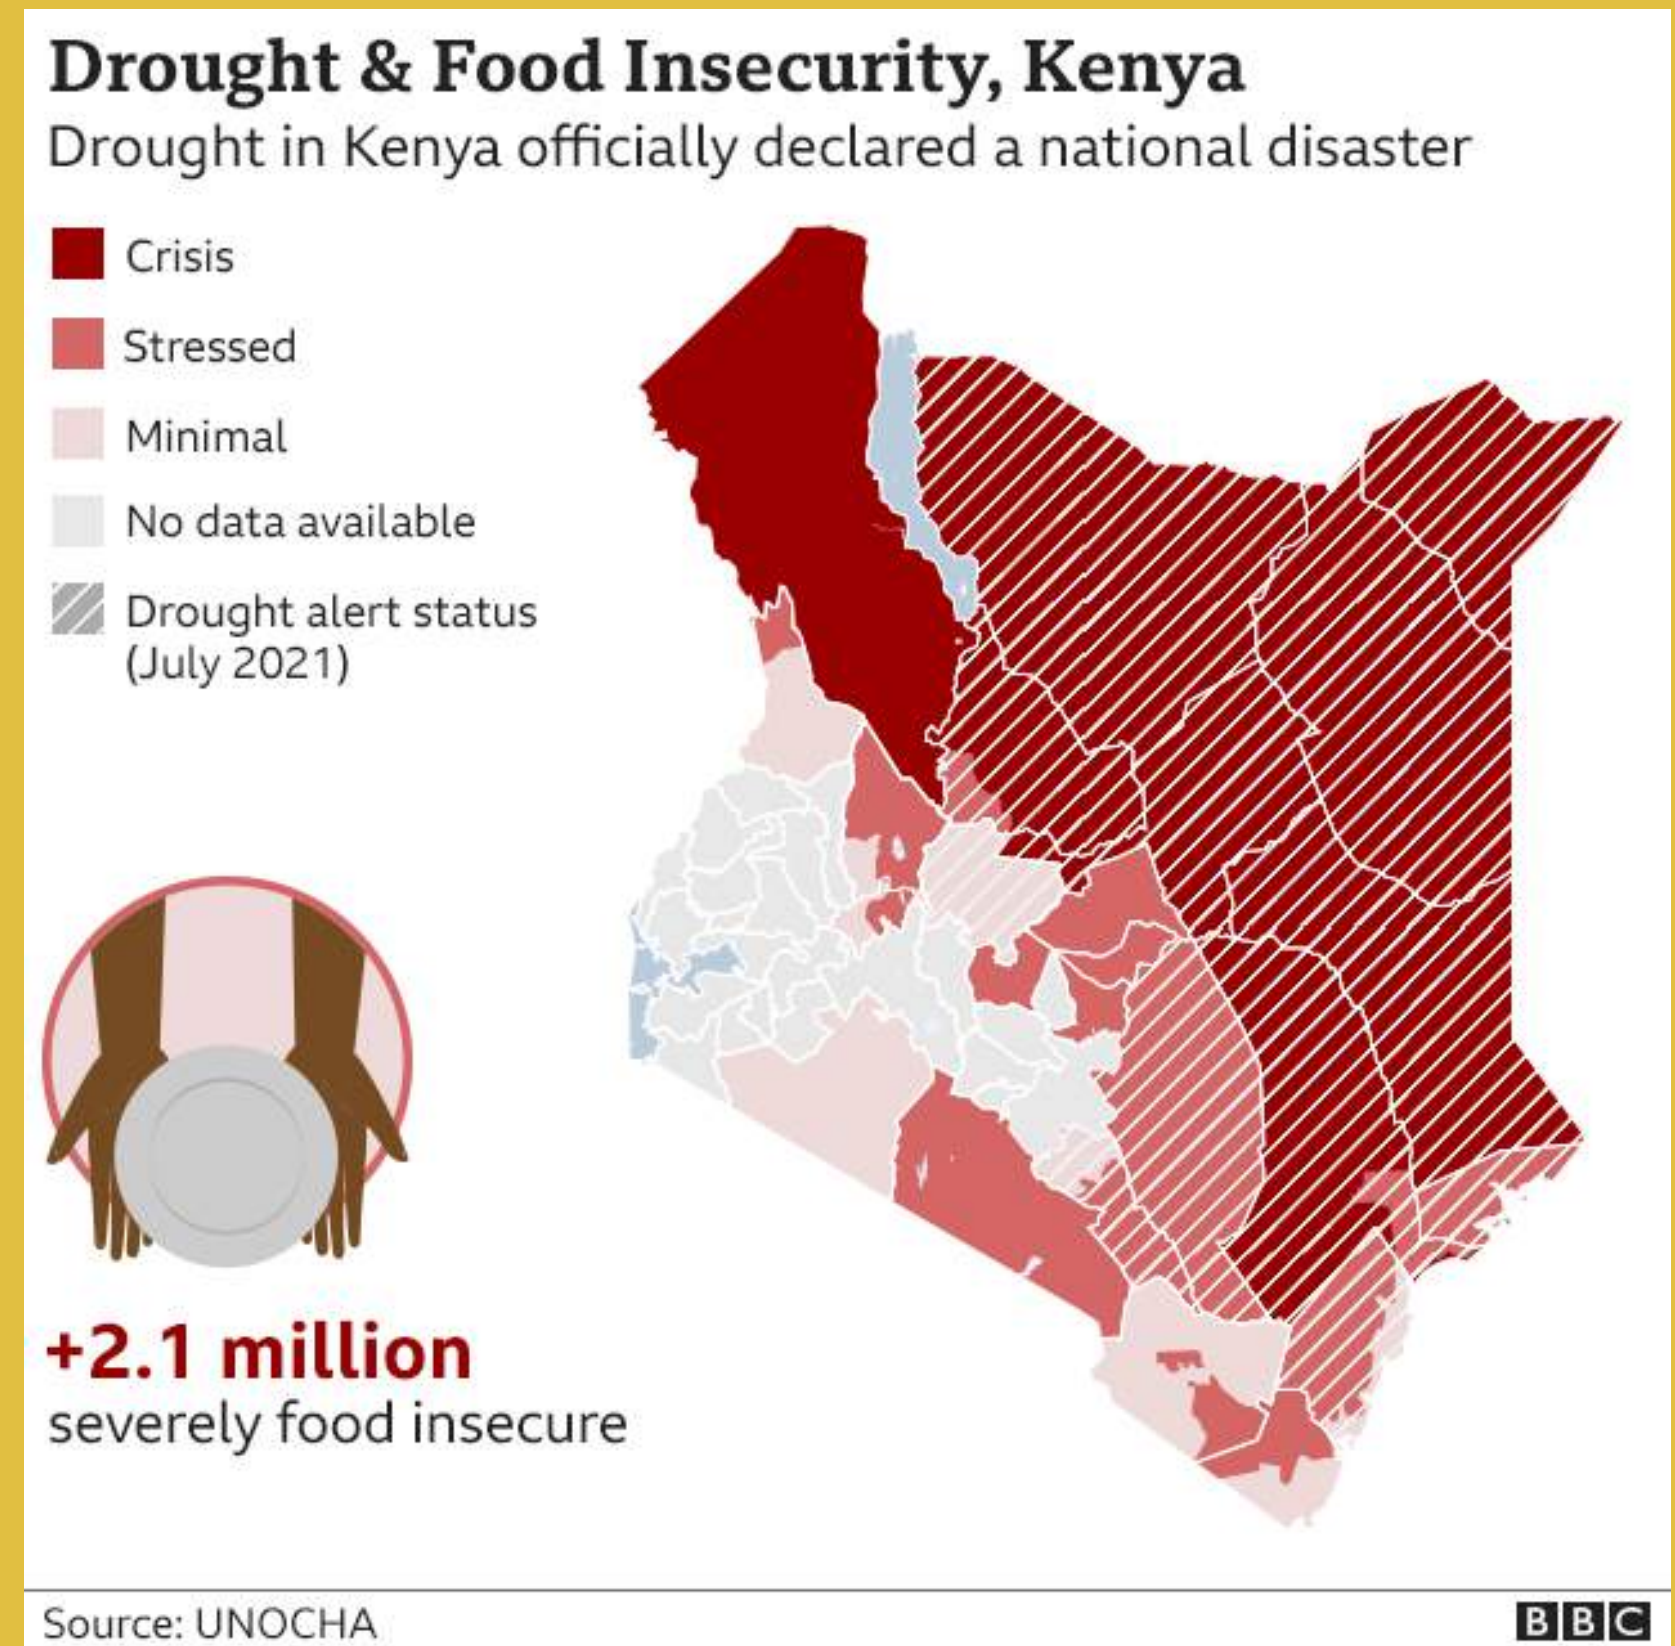 Drought & Food Insecurity, Kenya
Drought in Kenya officially declared a national disaster
Crisis
Stressed
Minimal
No data available
Drought alert status
(July 2021)
+2.1 million
severely food insecure
Source: UNOCHA
BBC